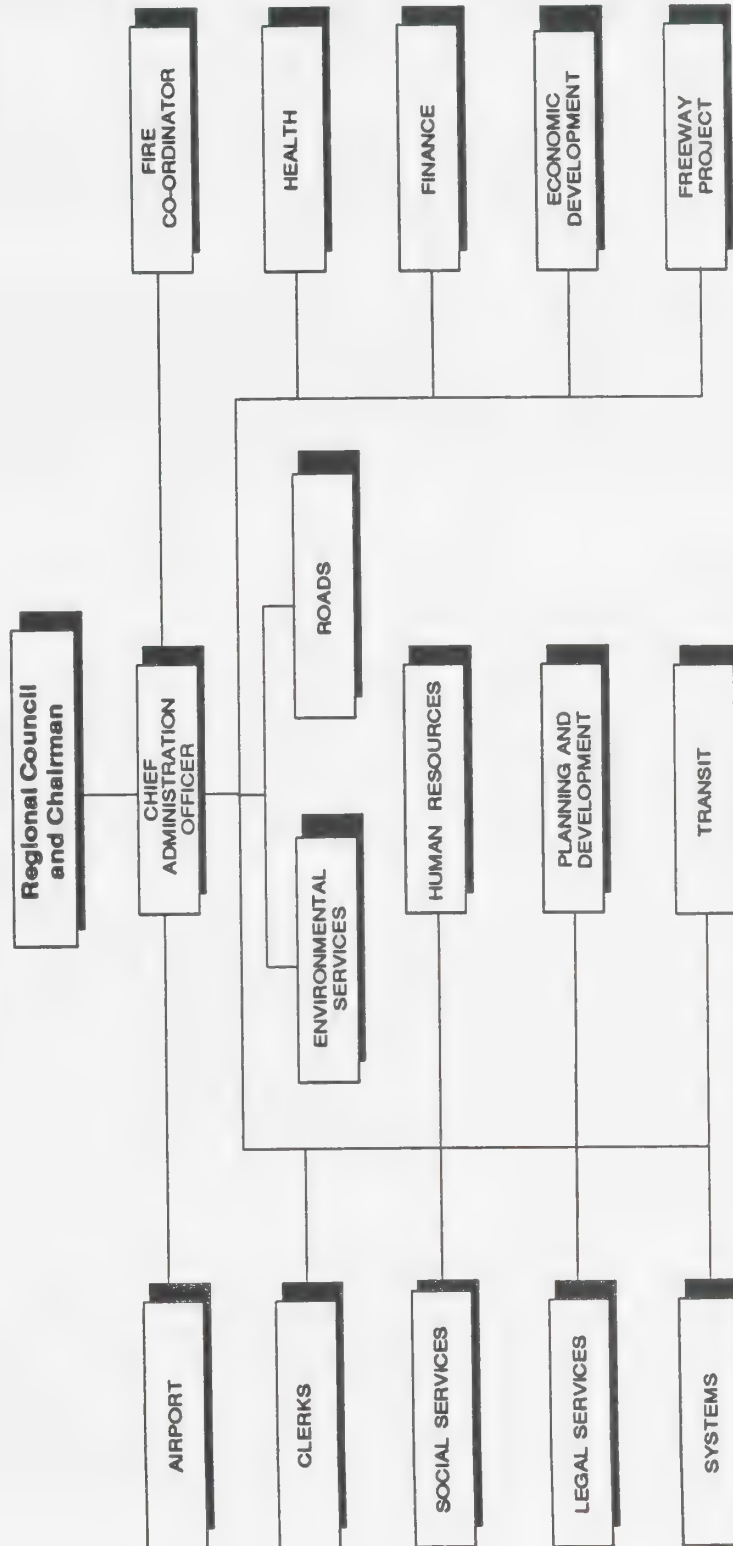 Regional Council
and Chairman
AIRPORT
CHIEF
ADMINISTRATION
OFFICER
FIRE
CO-ORDINATOR
CLERKS
ENVIRONMENTAL
SERVICES
ROADS
HEALTH
SOCIAL SERVICES
HUMAN RESOURCES
FINANCE
LEGAL SERVICES
PLANNING AND
DEVELOPMENT
ECONOMIC
DEVELOPMENT
SYSTEMS
TRANSIT
FREEWAY
PROJECT